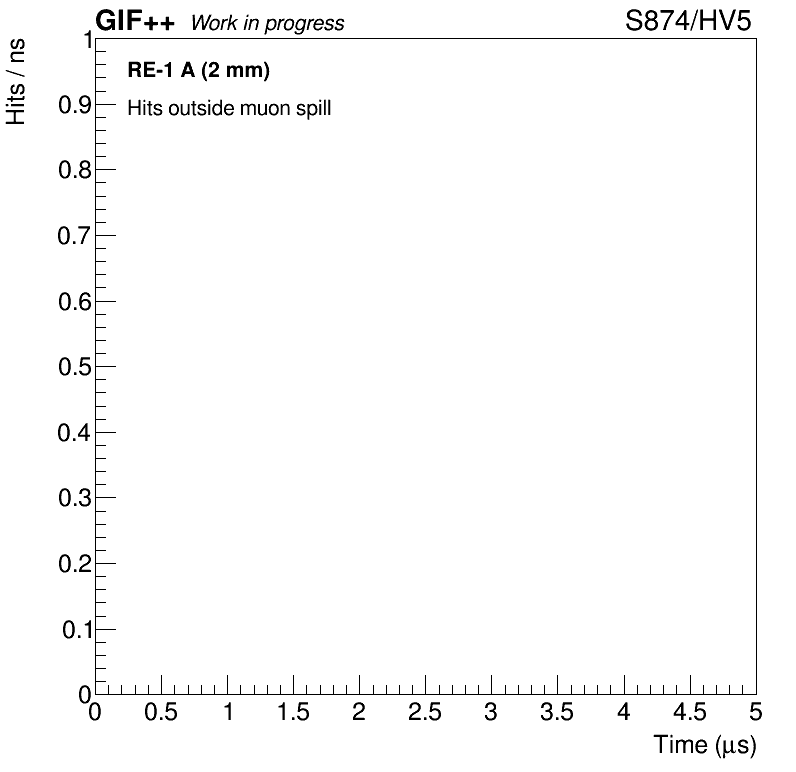 GIF++ Work in progress S874/HV5
Hits / ns
RE-1 A (2 mm)
Hits outside muon spill
1
0.9
0.8
0.7
0.6
0.5
0.4
0.3
0.2
0.1
0
0 0.5 1 1.5 2 2.5 3 3.5 4 4.5 5
Time (μs)